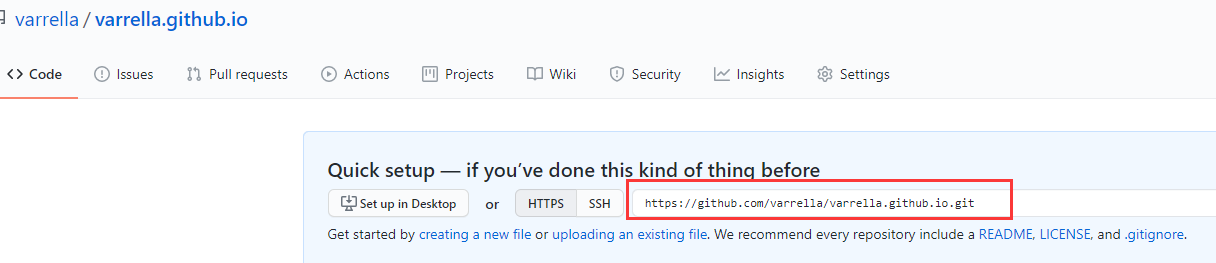 varrella / varrella.github.io
Code Issues Pull requests Actions Projects Wiki Security Insights Settings
Quick setup — if you've done this kind of thing before
Set up in Desktop or HTTPS SSH https://github.com/varrella/varrella.github.io.git
Get started by creating a new file or uploading an existing file. We recommend every repository include a README, LICENSE, and .gitignore.